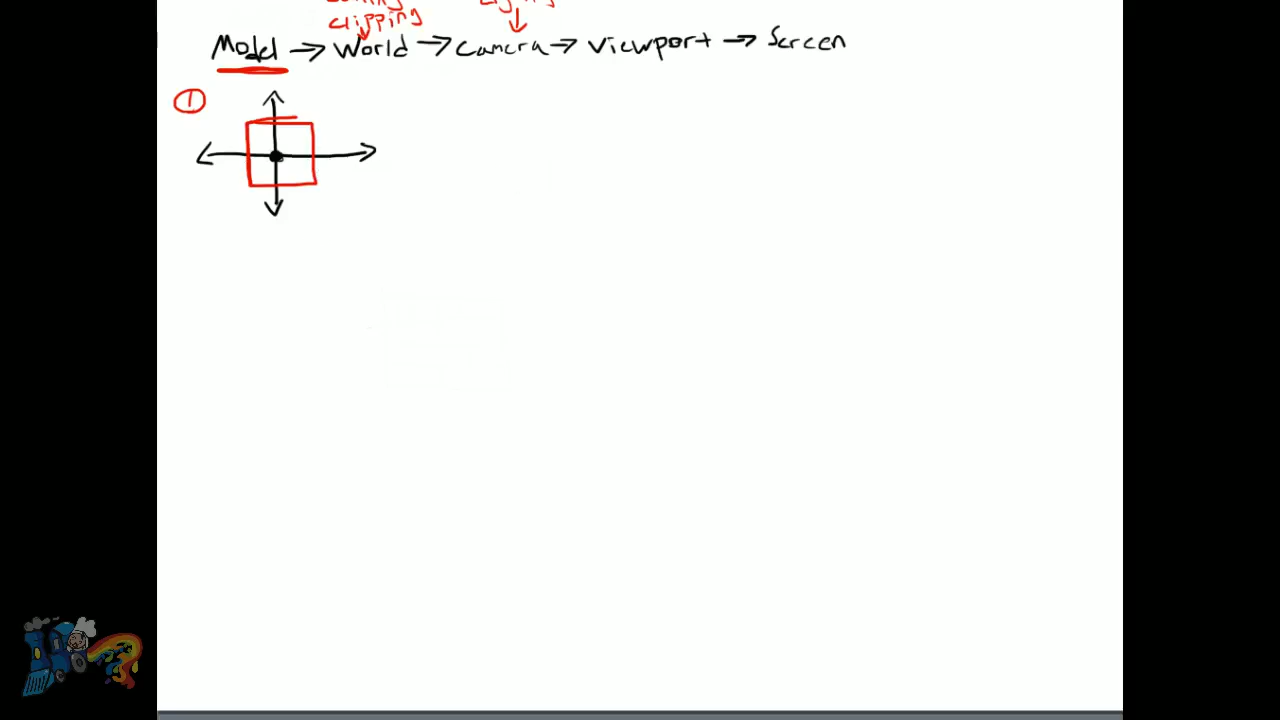 clipping
Model → World → Camera → Viewport → Screen
①